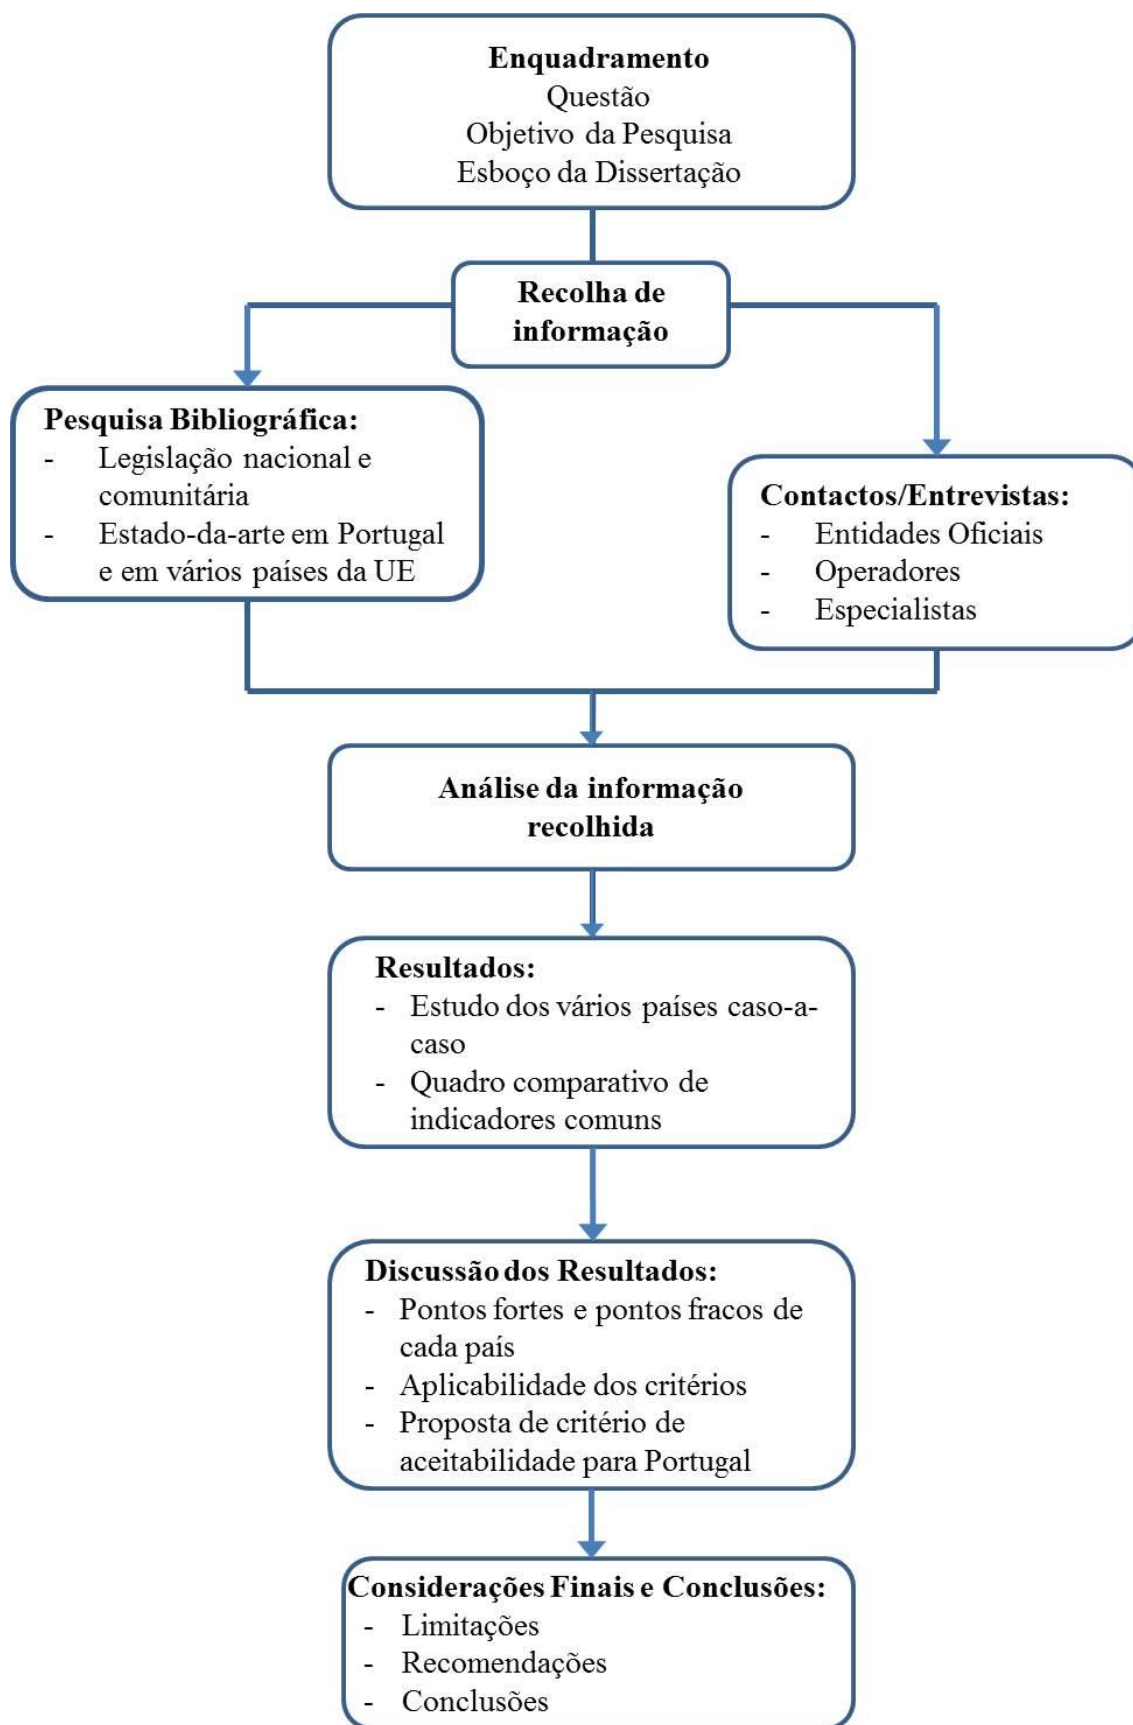 Enquadramento
Questão
Objetivo da Pesquisa
Esboço da Dissertação
Recolha de
informação
Pesquisa Bibliográfica:
- Legislação nacional e
comunitária
- Estado-da-arte em Portugal
e em vários países da UE
Contactos/Entrevistas:
- Entidades Oficiais
- Operadores
- Especialistas
Análise da informação
recolhida
Resultados:
- Estudo dos vários países caso-a-
caso
- Quadro comparativo de
indicadores comuns
Discussão dos Resultados:
- Pontos fortes e pontos fracos de
cada país
- Aplicabilidade dos critérios
- Proposta de critério de
aceitabilidade para Portugal
Considerações Finais e Conclusões:
- Limitações
- Recomendações
- Conclusões